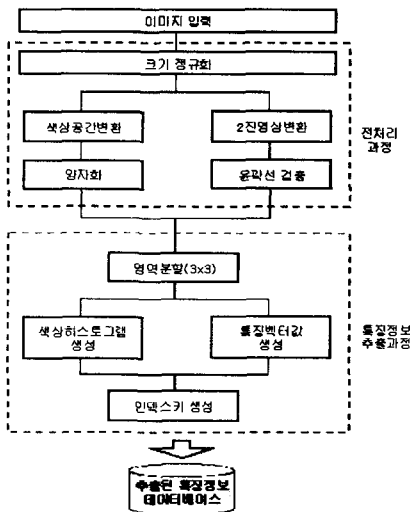 이미지 입력
크기 정규화
색상공간변환
2진영상변환
양자화
윤곽선 검출
전처리
과정
영역분할(3x3)
색상히스토그램
생성
특징벡터값
생성
특징정보
추출과정
인덱스키 생성
추출된 특징정보
데이터베이스